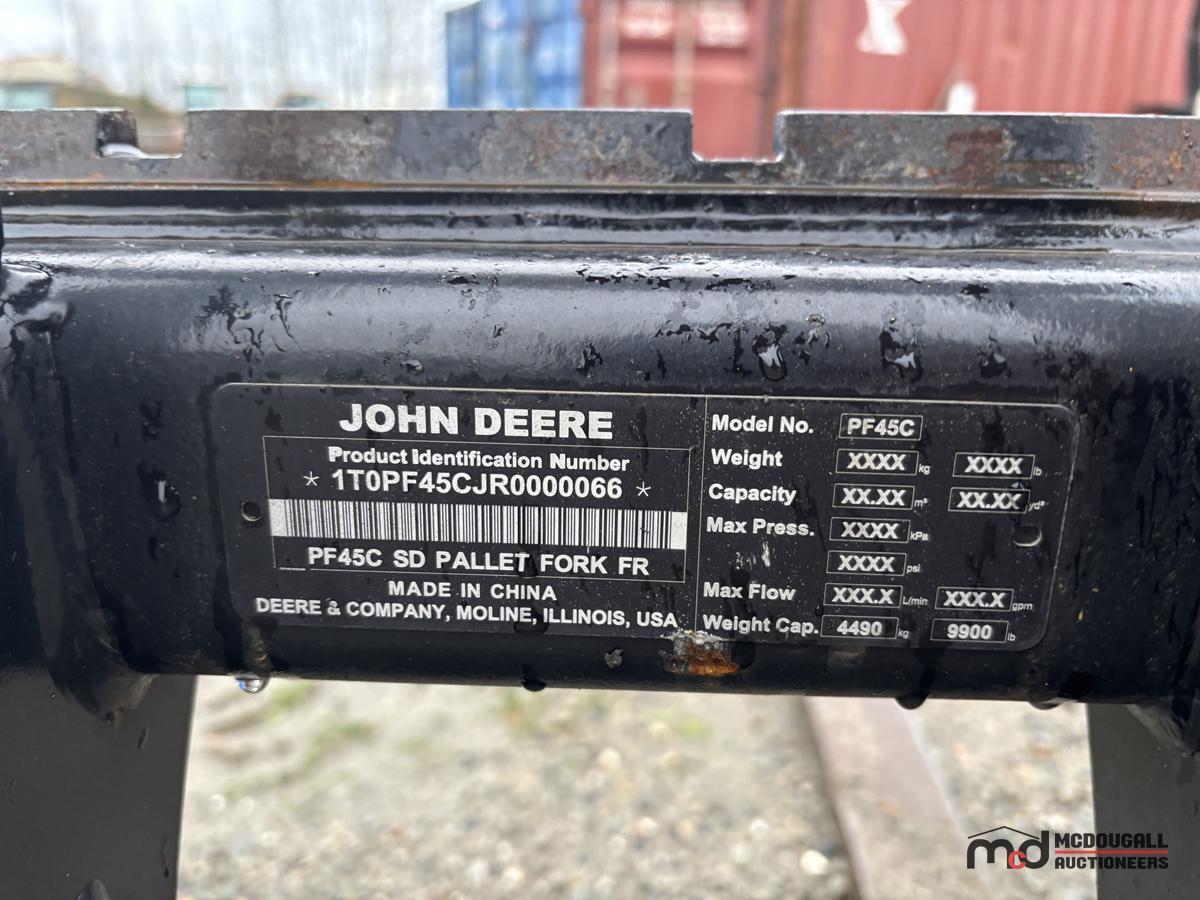 JOHN DEERE
Product Identification Number
* 1T0PF45CJR0000066 *
PF45C SD PALLET FORK FR
MADE IN CHINA
DEERE & COMPANY, MOLINE, ILLINOIS, USA
Model No. PF45C
Weight XXXX kg XXXX lb
Capacity XX.XX m³ XX.XX yd³
Max Press. XXXX kPa
XXXX psi
Max Flow XXX.X L/min XXX.X gpm
Weight Cap. 4490 kg 9900 lb
mcd MCDOUGALL
AUCTIONEERS